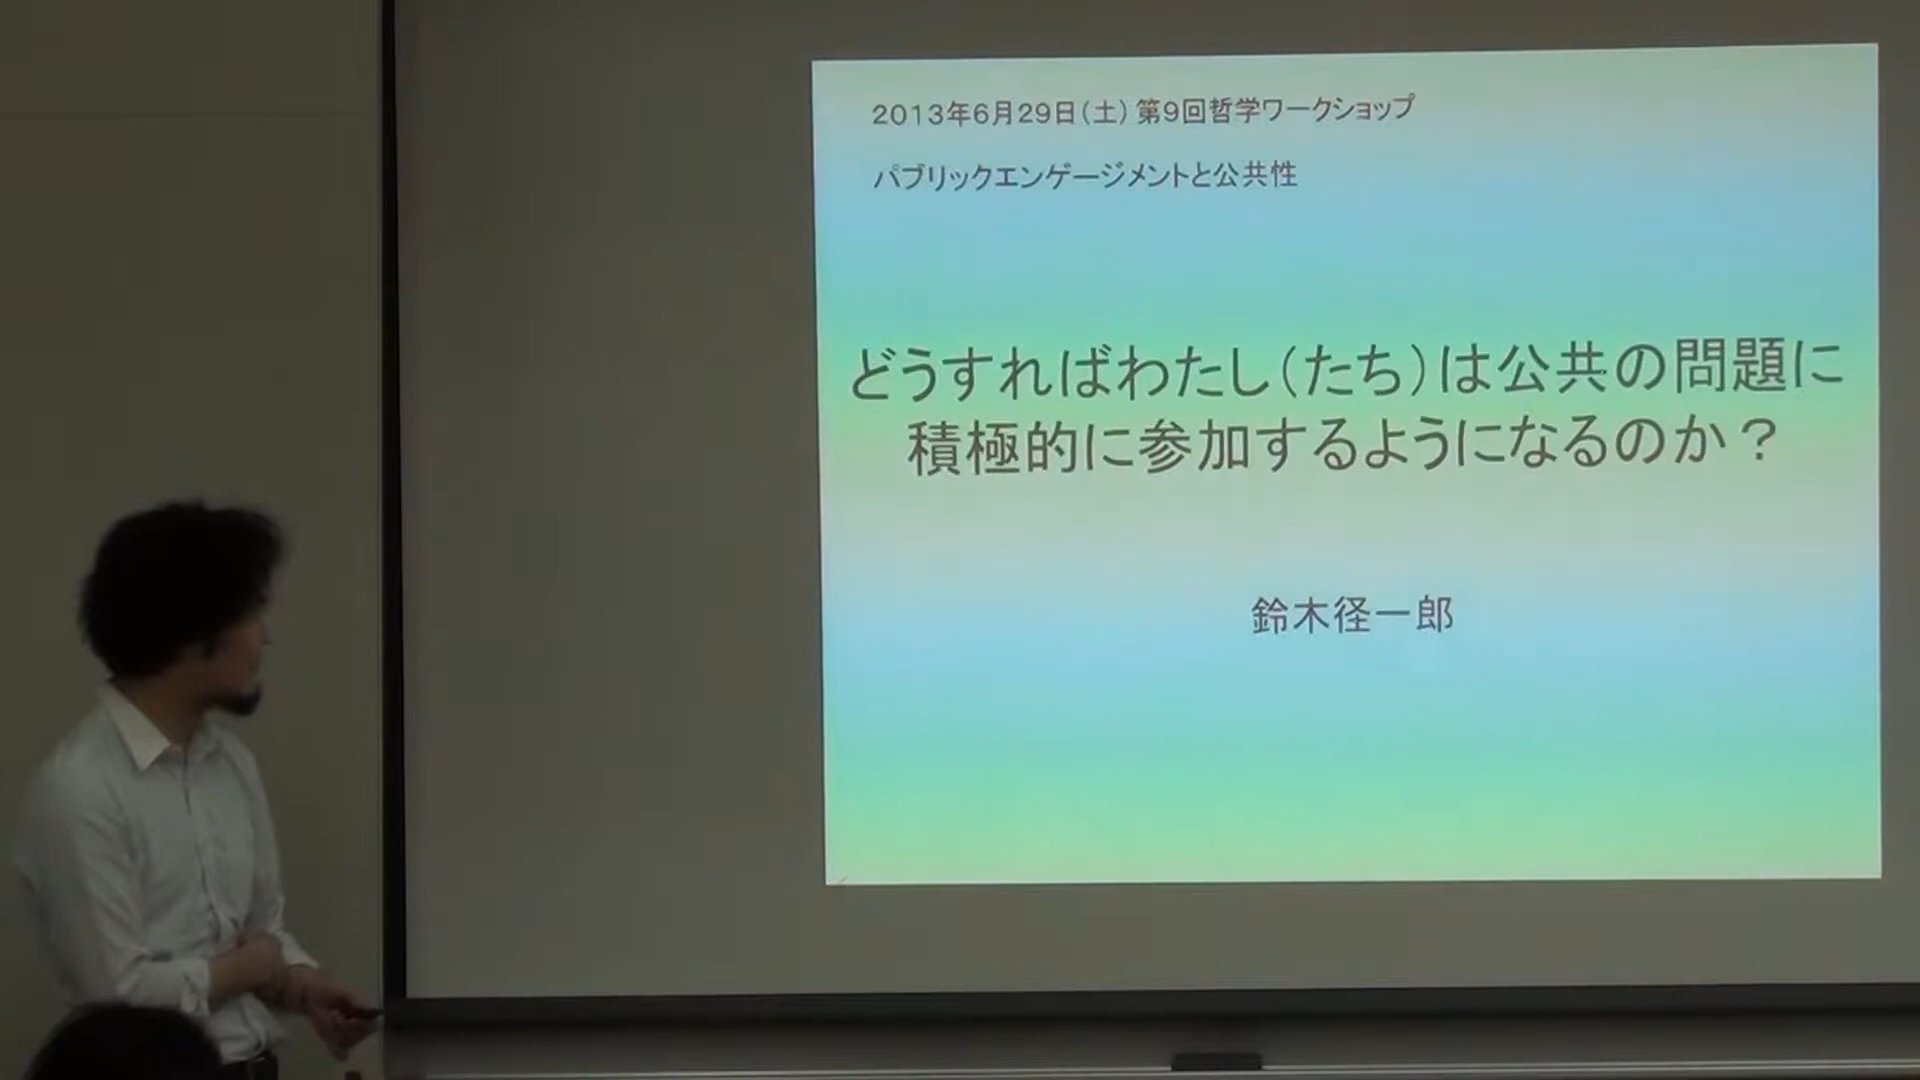 2013年6月29日(土) 第9回哲学ワークショップ
パブリックエンゲージメントと公共性
どうすればわたし(たち)は公共の問題に
積極的に参加するようになるのか?
鈴木径一郎